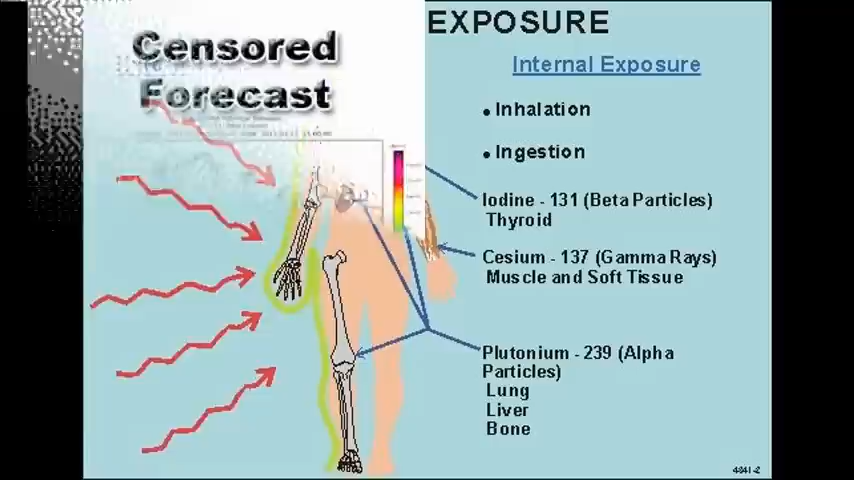 Censored
Forecast
EXPOSURE
Internal Exposure
• Inhalation
• Ingestion
Iodine - 131 (Beta Particles)
Thyroid
Cesium - 137 (Gamma Rays)
Muscle and Soft Tissue
Plutonium - 239 (Alpha
Particles)
Lung
Liver
Bone
4841-2